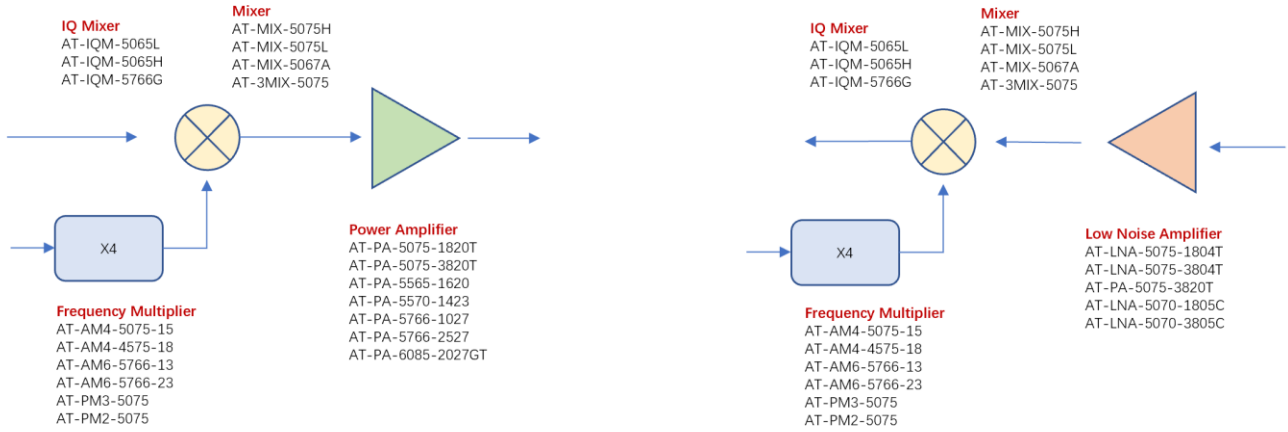 IQ Mixer
AT-IQM-5065L
AT-IQM-5065H
AT-IQM-5766G
Mixer
AT-MIX-5075H
AT-MIX-5075L
AT-MIX-5067A
AT-3MIX-5075
X4
Power Amplifier
AT-PA-5075-1820T
AT-PA-5075-3820T
AT-PA-5565-1620
AT-PA-5570-1423
AT-PA-5766-1027
AT-PA-5766-2527
AT-PA-6085-2027GT
Frequency Multiplier
AT-AM4-5075-15
AT-AM4-4575-18
AT-AM6-5766-13
AT-AM6-5766-23
AT-PM3-5075
AT-PM2-5075
IQ Mixer
AT-IQM-5065L
AT-IQM-5065H
AT-IQM-5766G
Mixer
AT-MIX-5075H
AT-MIX-5075L
AT-MIX-5067A
AT-3MIX-5075
X4
Low Noise Amplifier
AT-LNA-5075-1804T
AT-LNA-5075-3804T
AT-PA-5075-3820T
AT-LNA-5070-1805C
AT-LNA-5070-3805C
Frequency Multiplier
AT-AM4-5075-15
AT-AM4-4575-18
AT-AM6-5766-13
AT-AM6-5766-23
AT-PM3-5075
AT-PM2-5075